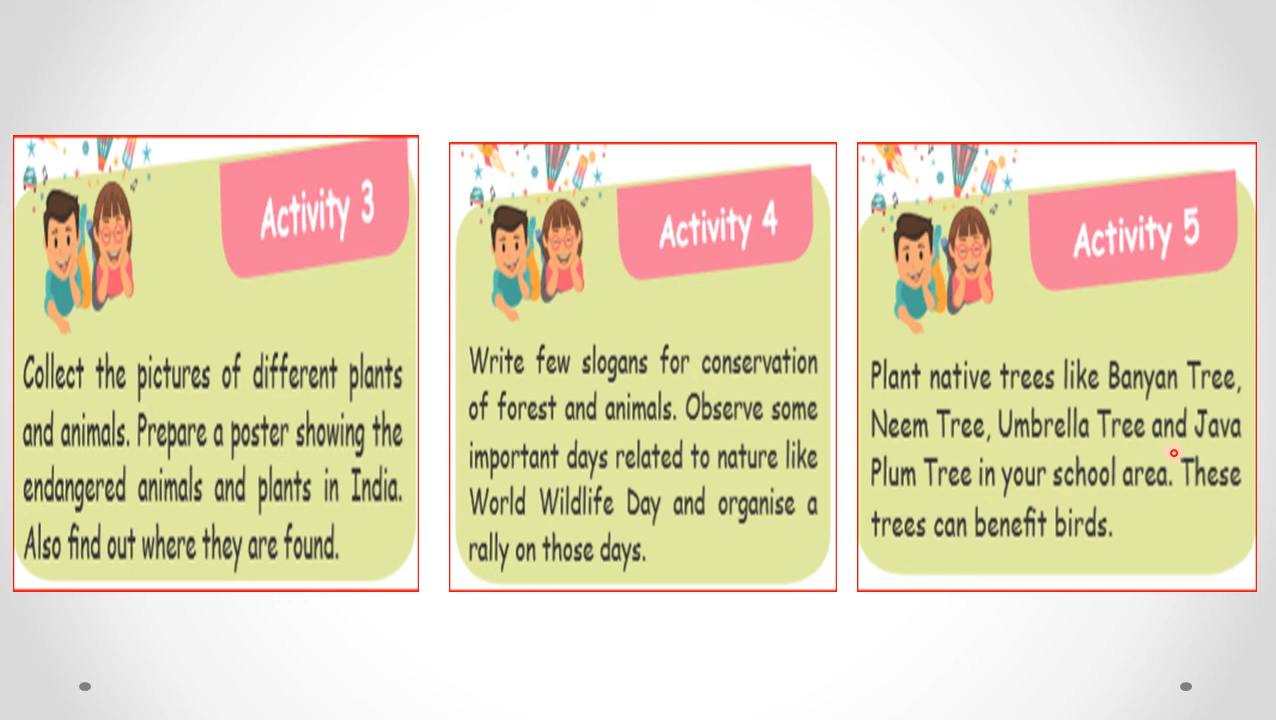 Activity 3
Collect the pictures of different plants
and animals. Prepare a poster showing the
endangered animals and plants in India.
Also find out where they are found.
Activity 4
Write few slogans for conservation
of forest and animals. Observe some
important days related to nature like
World Wildlife Day and organise a
rally on those days.
Activity 5
Plant native trees like Banyan Tree,
Neem Tree, Umbrella Tree and Java
Plum Tree in your school area. These
trees can benefit birds.